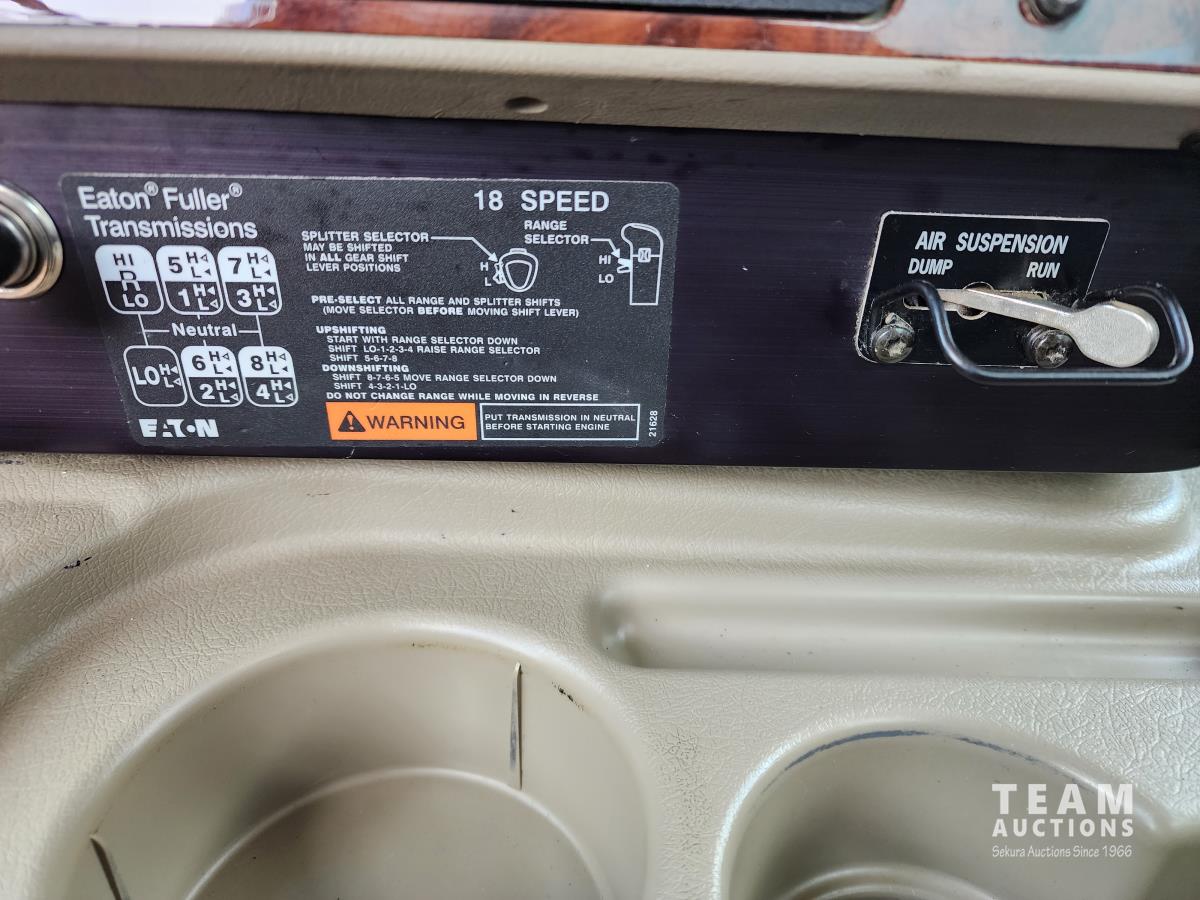 Eaton® Fuller®
Transmissions
18 SPEED
HI
R
LO
5 H L
1 H L
7 H L
3 H L
Neutral
LO H L
6 H L
2 H L
8 H L
4 H L
EATON
SPLITTER SELECTOR
MAY BE SHIFTED
IN ALL GEAR SHIFT
LEVER POSITIONS
H
L
RANGE
SELECTOR
HI
LO
PRE-SELECT ALL RANGE AND SPLITTER SHIFTS
(MOVE SELECTOR BEFORE MOVING SHIFT LEVER)
UPSHIFTING
START WITH RANGE SELECTOR DOWN
SHIFT LO-1-2-3-4 RAISE RANGE SELECTOR
SHIFT 5-6-7-8
DOWNSHIFTING
SHIFT 8-7-6-5 MOVE RANGE SELECTOR DOWN
SHIFT 4-3-2-1-LO
DO NOT CHANGE RANGE WHILE MOVING IN REVERSE
WARNING
PUT TRANSMISSION IN NEUTRAL
BEFORE STARTING ENGINE
21628
AIR SUSPENSION
DUMP RUN
TEAM
AUCTIONS
Sekura Auctions Since 1966